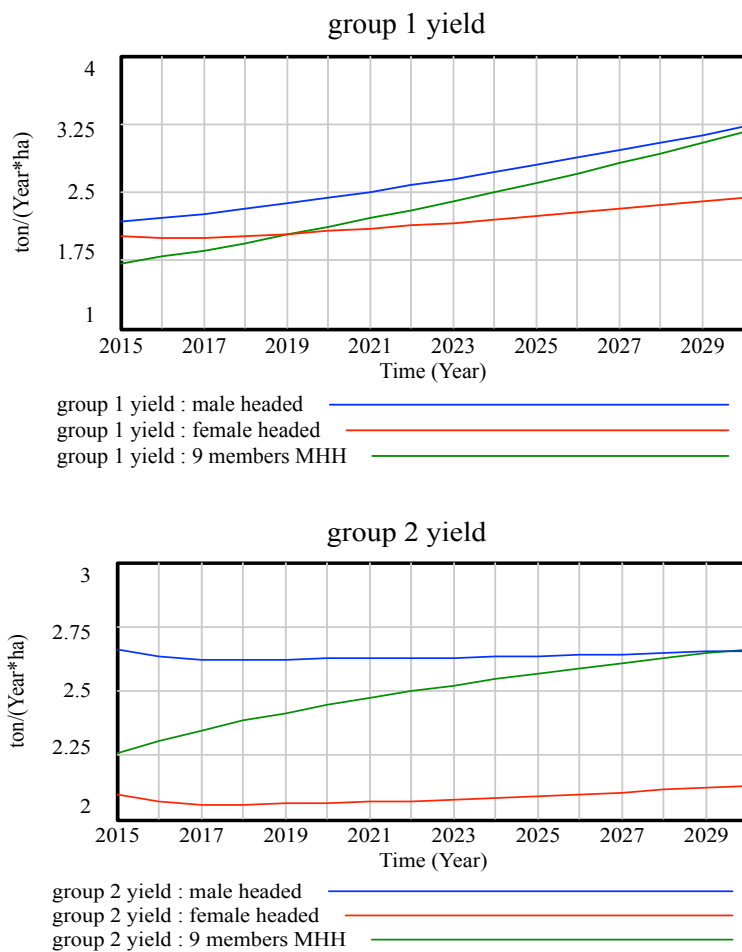 group 1 yield
4
3.25
2.5
1.75
1
ton/(Year*ha)
2015 2017 2019 2021 2023 2025 2027 2029
Time (Year)
group 1 yield : male headed
group 1 yield : female headed
group 1 yield : 9 members MHH
group 2 yield
3
2.75
2.5
2.25
2
ton/(Year*ha)
2015 2017 2019 2021 2023 2025 2027 2029
Time (Year)
group 2 yield : male headed
group 2 yield : female headed
group 2 yield : 9 members MHH